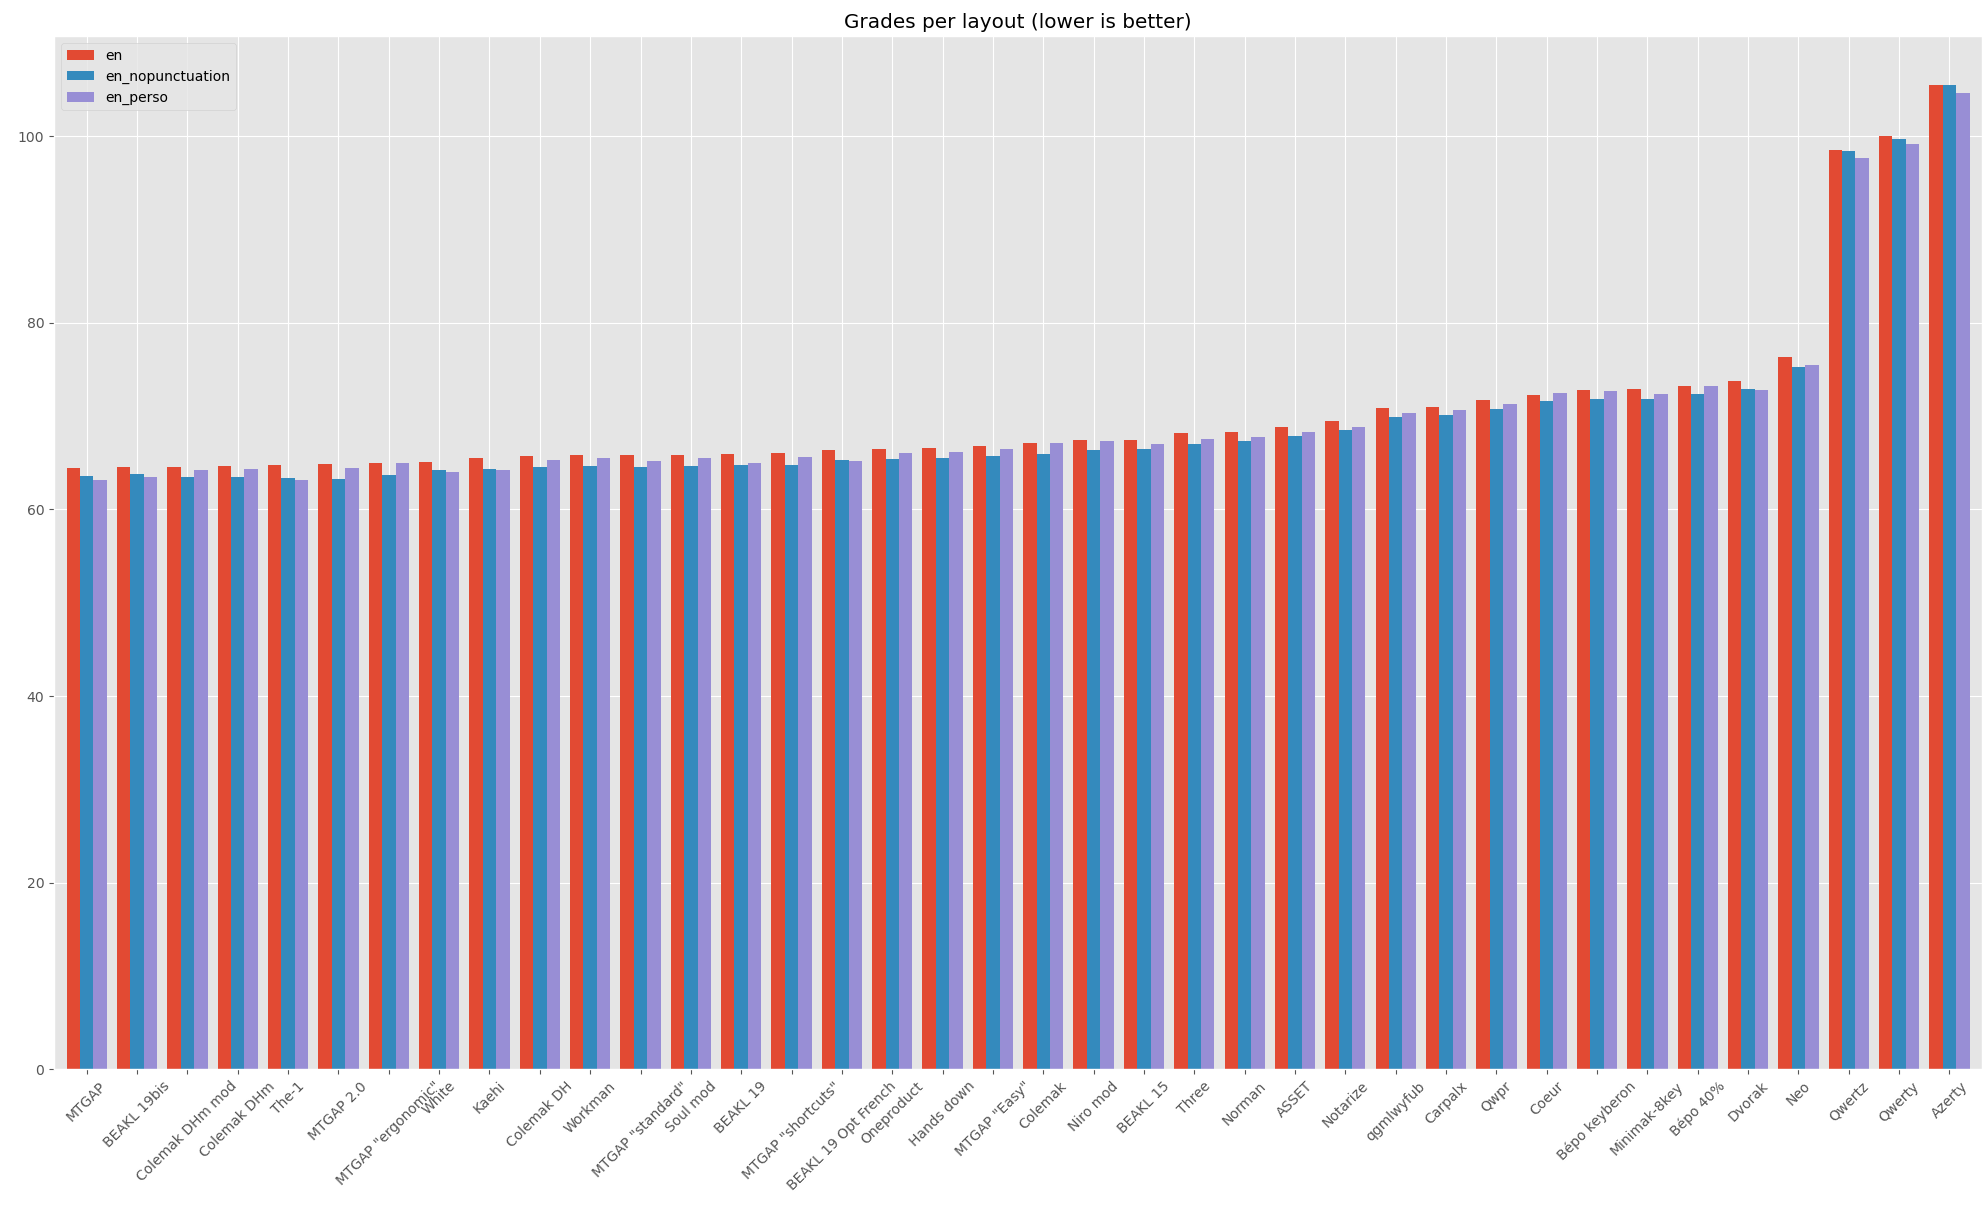 Grades per layout (lower is better)
en
en_nopunctuation
en_perso
100
80
60
40
20
0
MTGAP
BEAKL 19bis
Colemak DHm mod
Colemak DHm
The-1
MTGAP 2.0
MTGAP "ergonomic"
White
Kaehi
Colemak DH
Workman
MTGAP "standard"
Soul mod
BEAKL 19
MTGAP "shortcuts"
BEAKL 19 Opt French
Oneproduct
Hands down
MTGAP "Easy"
Colemak
Niro mod
BEAKL 15
Three
Norman
ASSET
Notarize
qgmlwyfub
Carpalx
Qwpr
Coeur
Bépo keyberon
Minimak-8key
Bépo 40%
Dvorak
Neo
Qwertz
Qwerty
Azerty